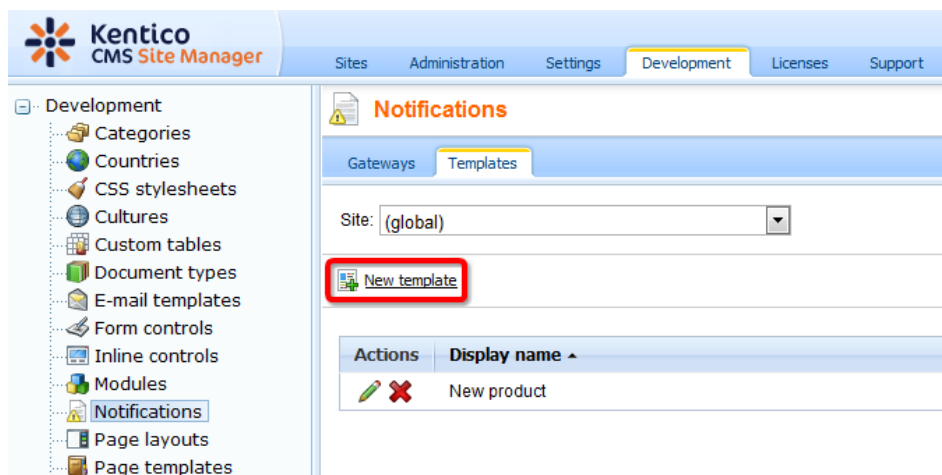 Kentico
CMS Site Manager
Sites Administration Settings Development Licenses Support
Development
Categories
Countries
CSS stylesheets
Cultures
Custom tables
Document types
E-mail templates
Form controls
Inline controls
Modules
Notifications
Page layouts
Page templates
Notifications
Gateways Templates
Site: (global)
New template
Actions Display name
New product